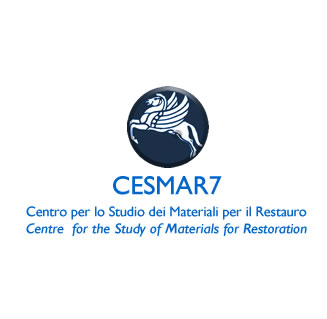 CESMAR7
Centro per lo Studio dei Materiali per il Restauro
Centre for the Study of Materials for Restoration